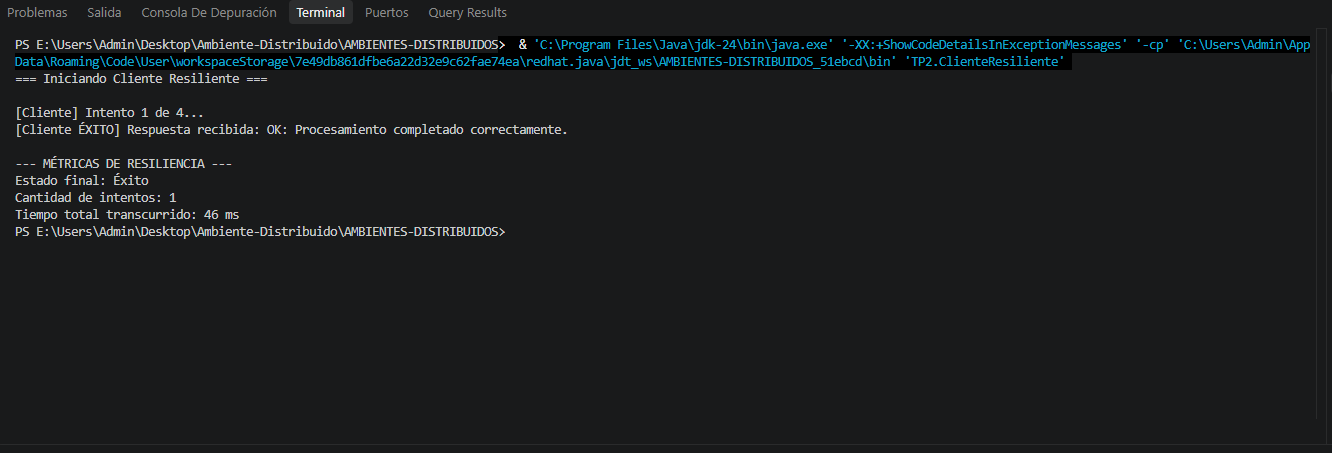 Problemas Salida Consola De Depuración Terminal Puertos Query Results
PS E:\Users\Admin\Desktop\Ambiente-Distribuido\AMBIENTES-DISTRIBUIDOS>  & 'C:\Program Files\Java\jdk-24\bin\java.exe' '-XX:+ShowCodeDetailsInExceptionMessages' '-cp' 'C:\Users\Admin\App
Data\Roaming\Code\User\workspaceStorage\7e49db861dfbe6a22d32e9c62fae74ea\redhat.java\jdt_ws\AMBIENTES-DISTRIBUIDOS_51ebcd\bin' 'TP2.ClienteResiliente'
=== Iniciando Cliente Resiliente ===
[Cliente] Intento 1 de 4...
[Cliente ÉXITO] Respuesta recibida: OK: Procesamiento completado correctamente.
--- MÉTRICAS DE RESILIENCIA ---
Estado final: Éxito
Cantidad de intentos: 1
Tiempo total transcurrido: 46 ms
PS E:\Users\Admin\Desktop\Ambiente-Distribuido\AMBIENTES-DISTRIBUIDOS>